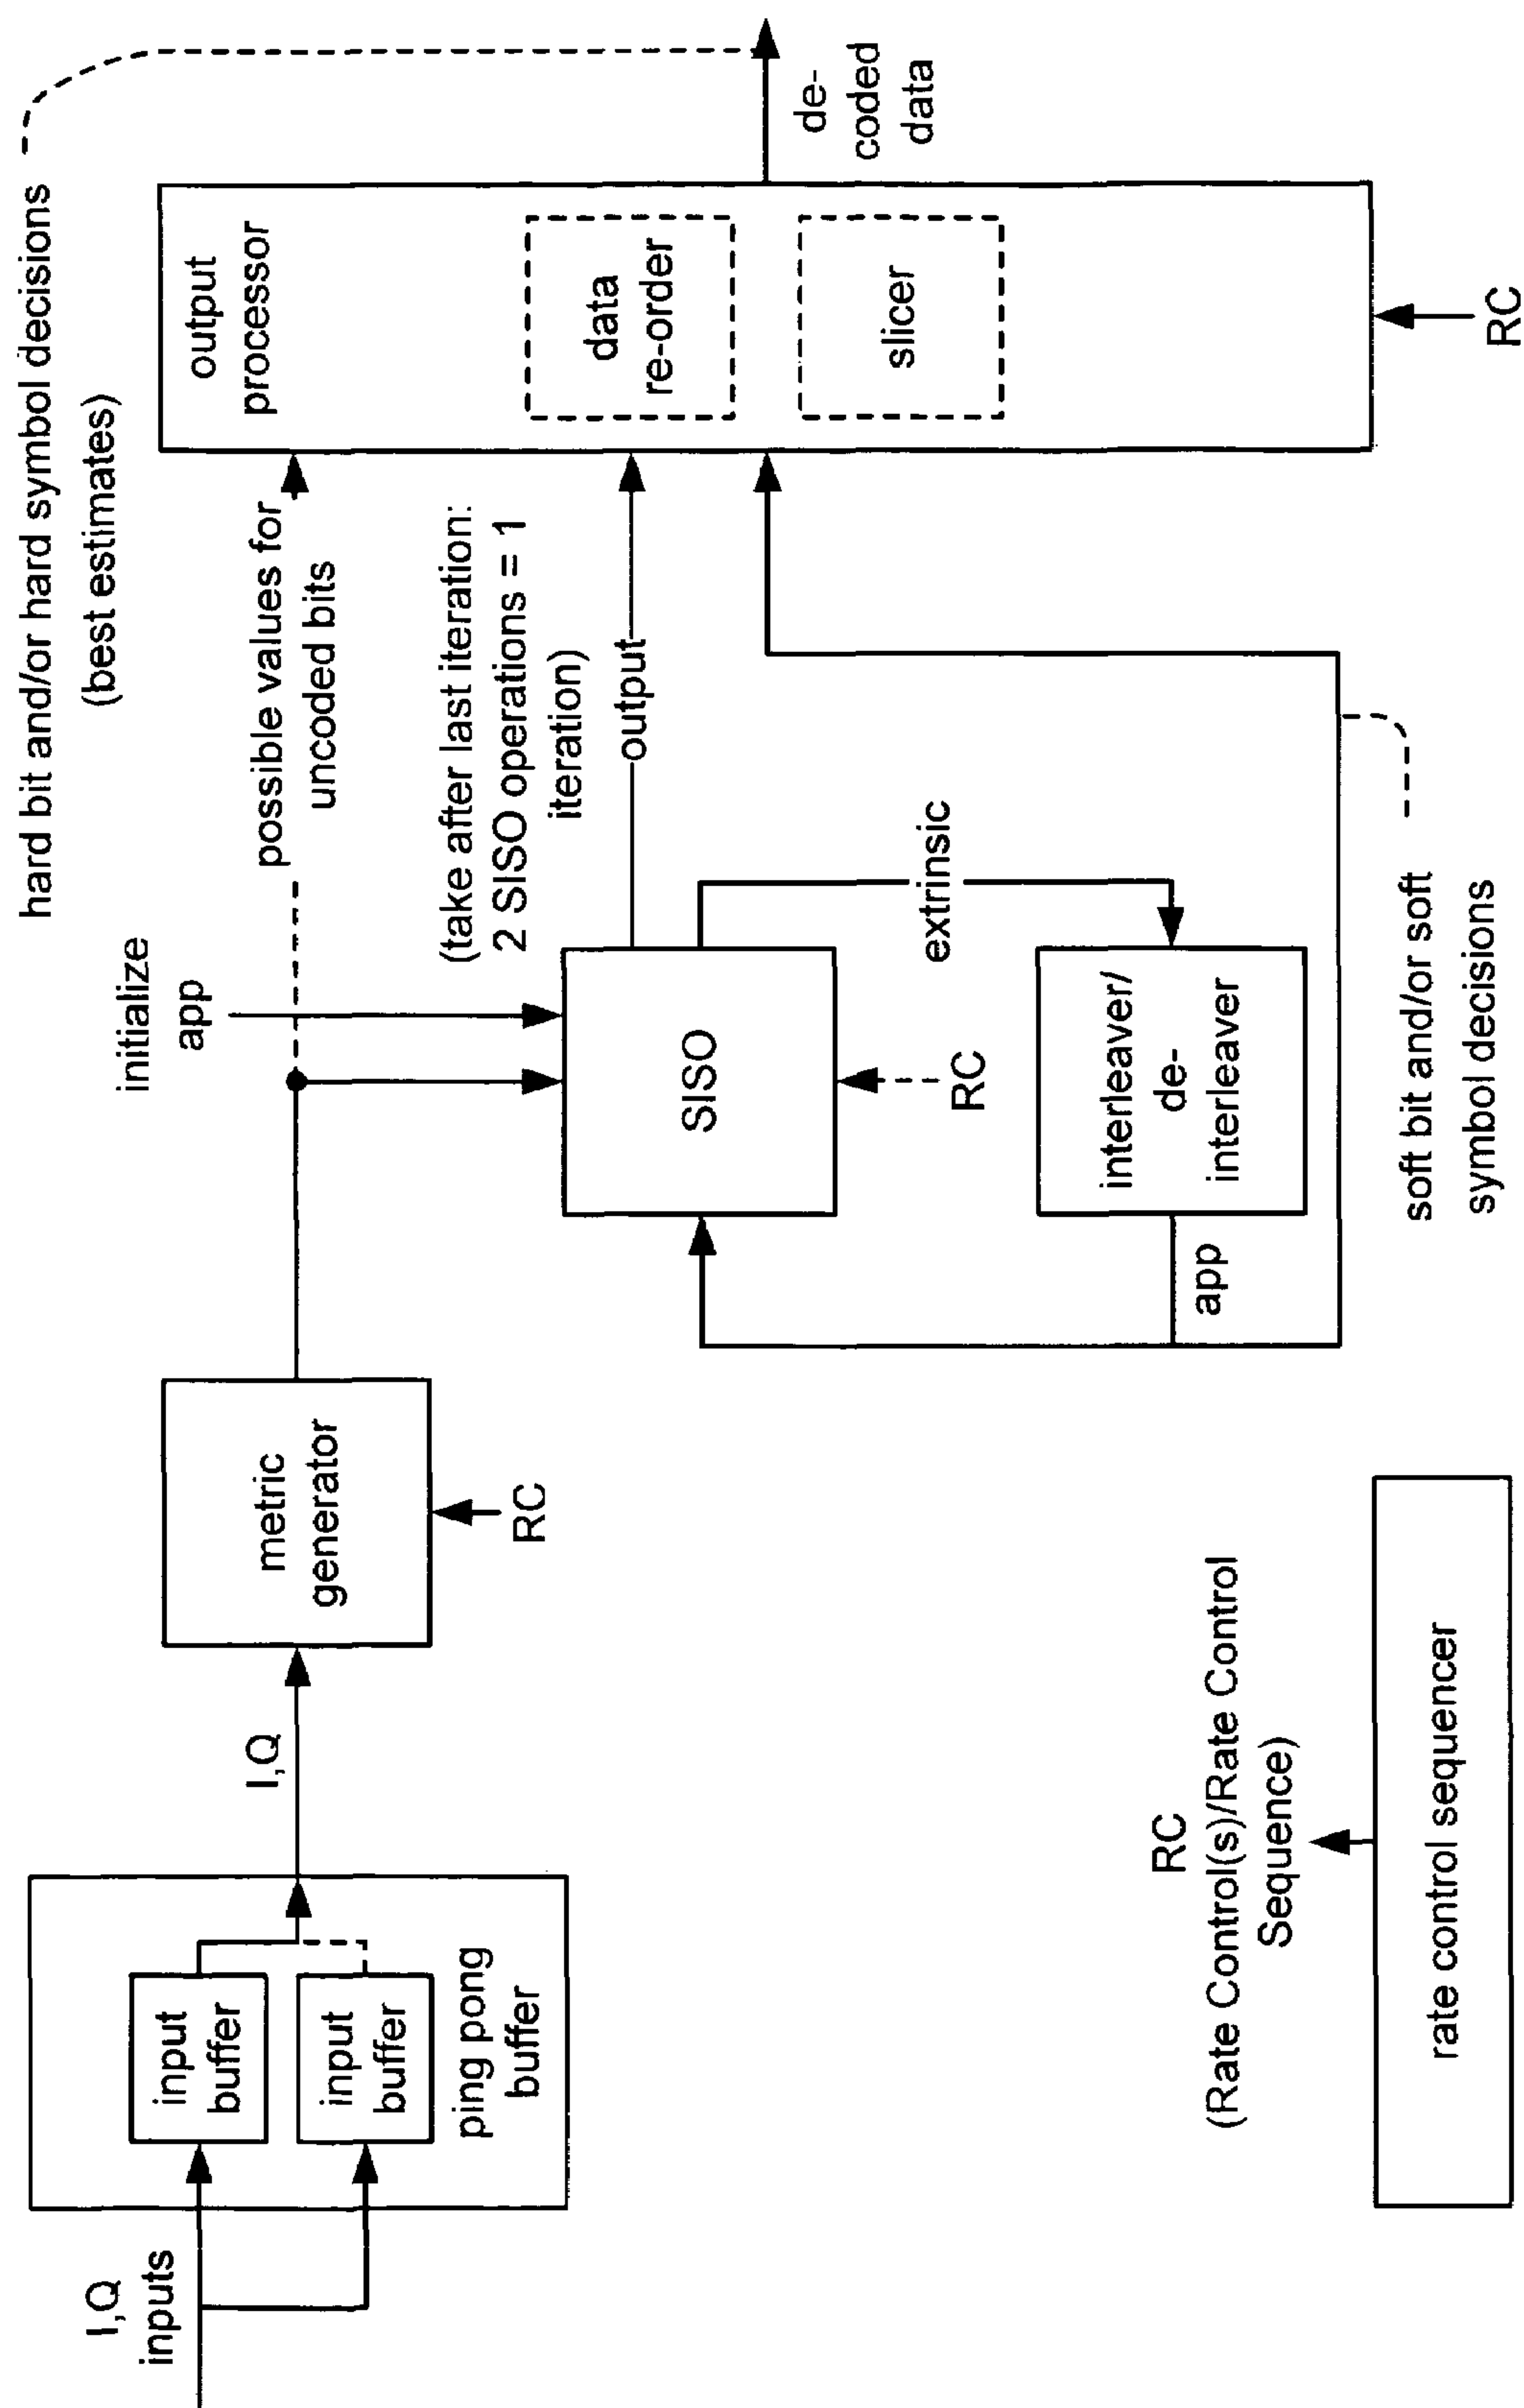 I,Q
inputs
input
buffer
input
buffer
ping pong
buffer
I,Q
metric
generator
RC
initialize
app
possible values for
uncoded bits
(take after last iteration:
2 SISO operations = 1
iteration)
output
SISO
RC
extrinsic
interleaver/
de-
interleaver
app
soft bit and/or soft
symbol decisions
hard bit and/or hard symbol decisions
(best estimates)
output
processor
data
re-order
slicer
RC
de-
coded
data
RC
(Rate Control(s)/Rate Control
Sequence)
rate control sequencer